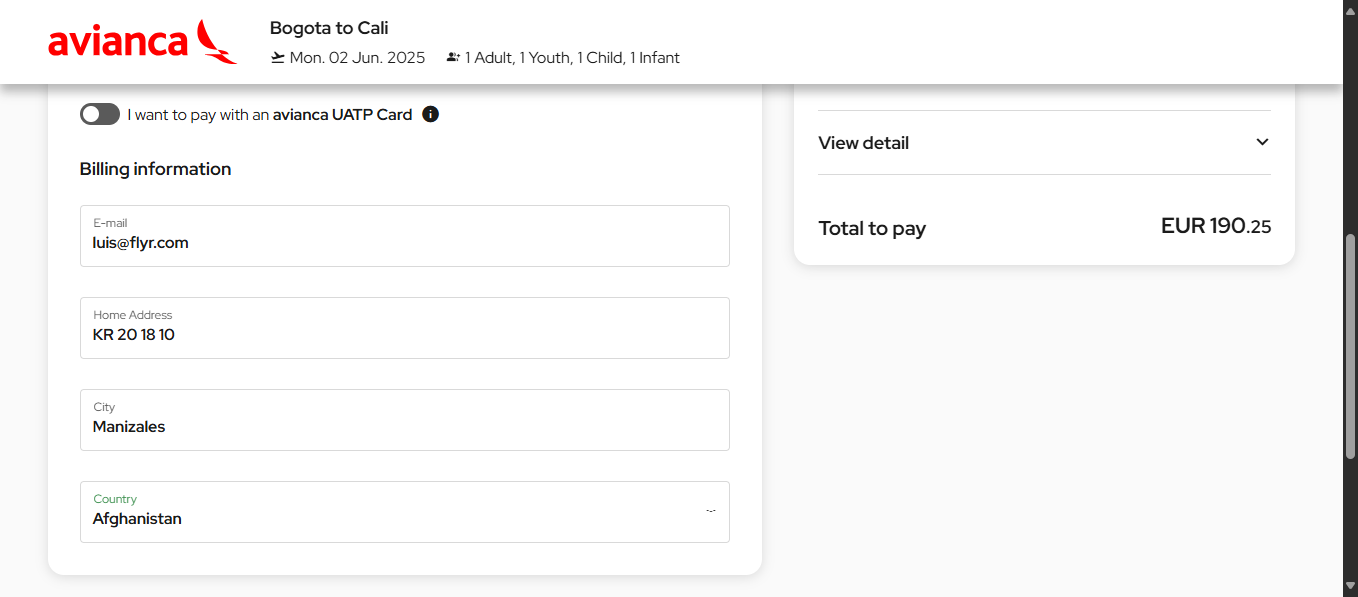 avianca
Bogota to Cali
Mon. 02 Jun. 2025 1 Adult, 1 Youth, 1 Child, 1 Infant
I want to pay with an avianca UATP Card i
Billing information
E-mail
luis@flyr.com
Home Address
KR 20 18 10
City
Manizales
Country
Afghanistan
View detail
Total to pay EUR 190.25